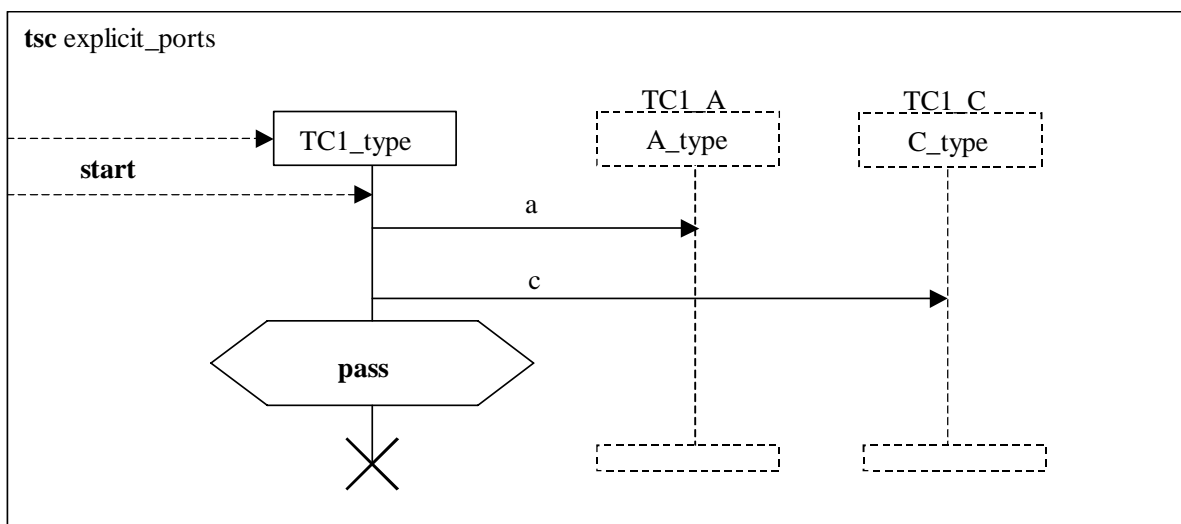 tsc explicit_ports
TC1_A
TC1_C
TC1_type
A_type
C_type
start
a
c
pass